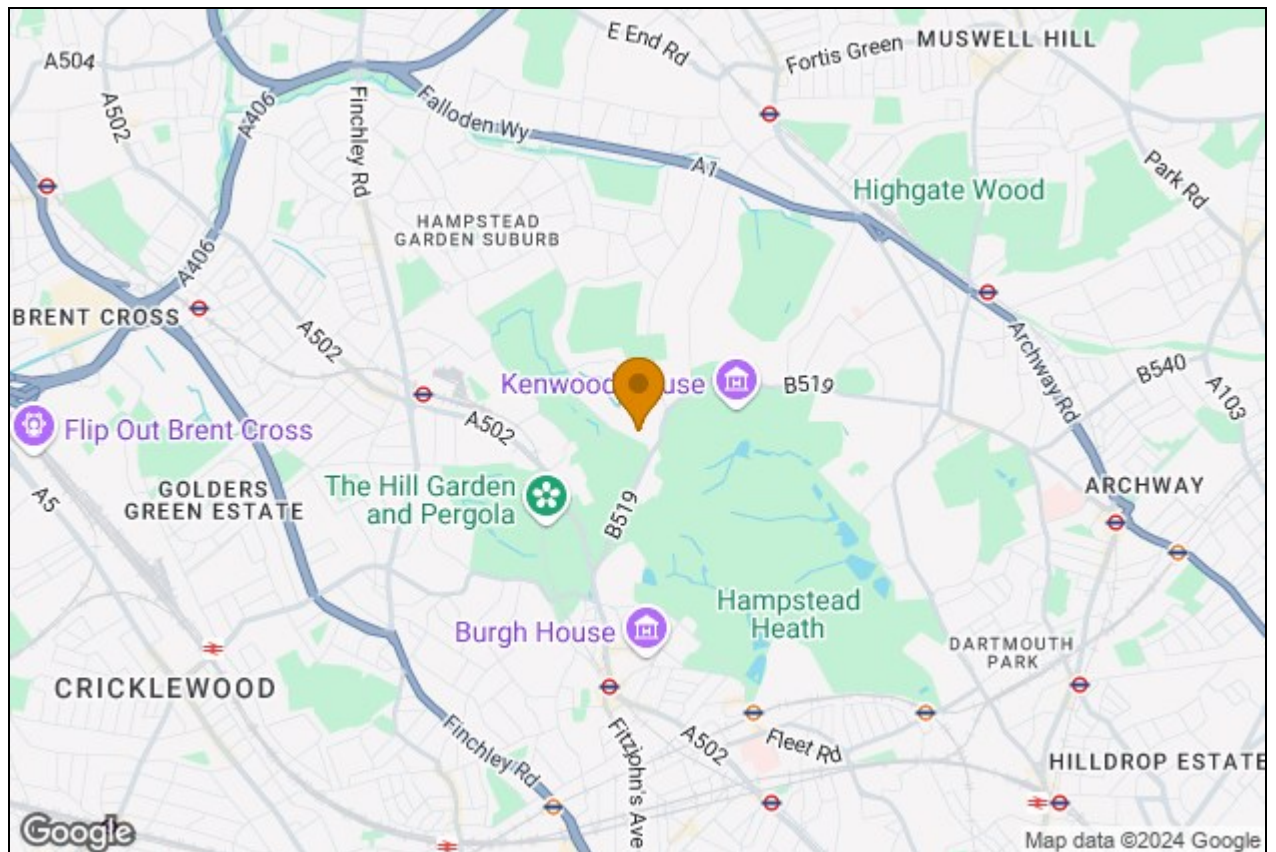 E End Rd
Fortis Green
MUSWELL HILL
A504
A502
A406
Finchley Rd
Falloden Wy
A1
Park Rd
Highgate Wood
HAMPSTEAD
GARDEN SUBURB
A406
BRENT CROSS
A502
Archway Rd
B540
A103
Kenwood
use
B519
A502
Flip Out Brent Cross
The Hill Garden
and Pergola
GOLDERS
GREEN ESTATE
A5
B519
ARCHWAY
Hampstead
Heath
Burgh House
DARTMOUTH
PARK
CRICKLEWOOD
Finchley Rd
Fitzjohn's Ave
A502
Fleet Rd
HILLDROP ESTATE
Google
Map data ©2024 Google